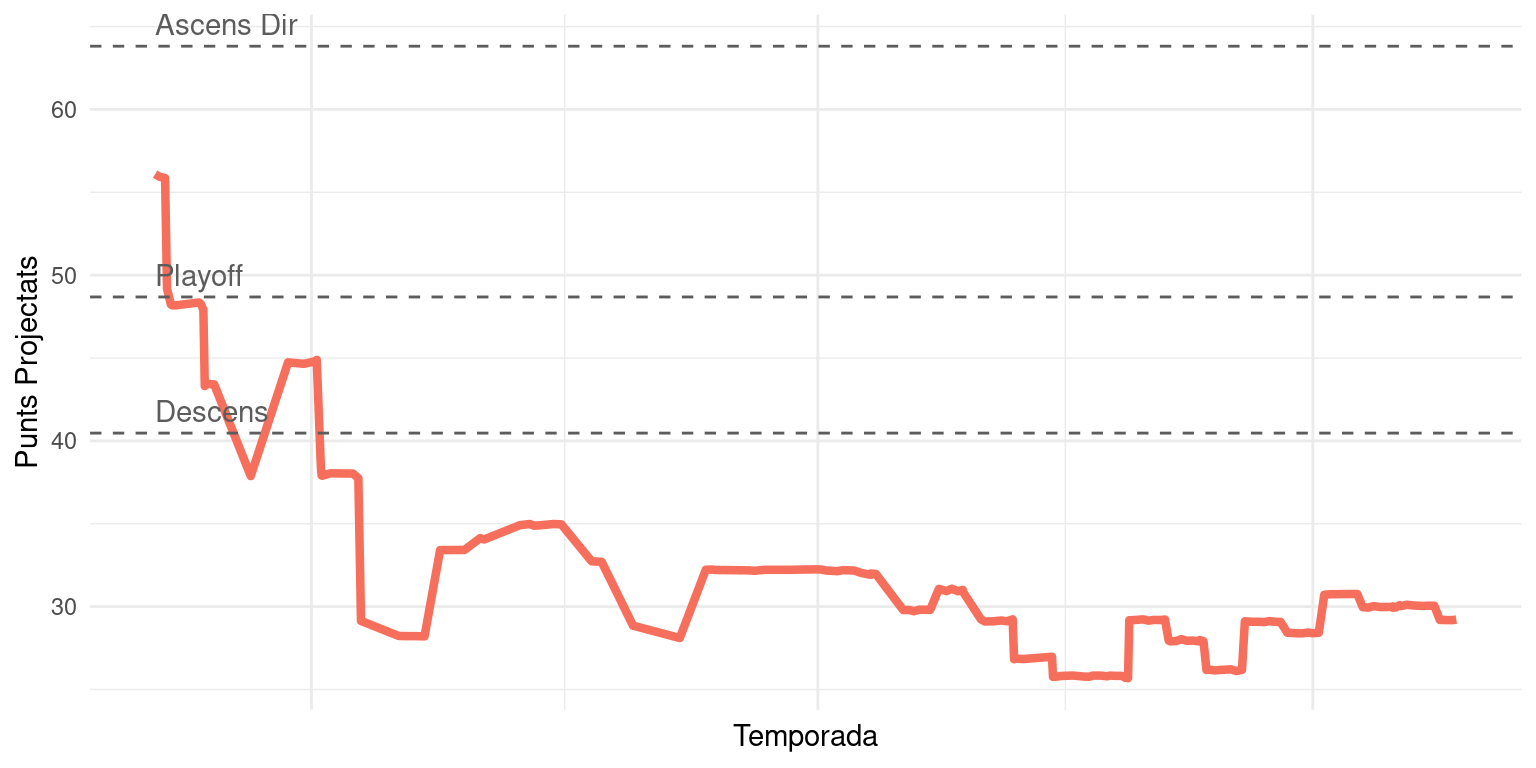 Ascens Dir
60
50
Playoff
Punts Projectats
Descens
40
30
Temporada